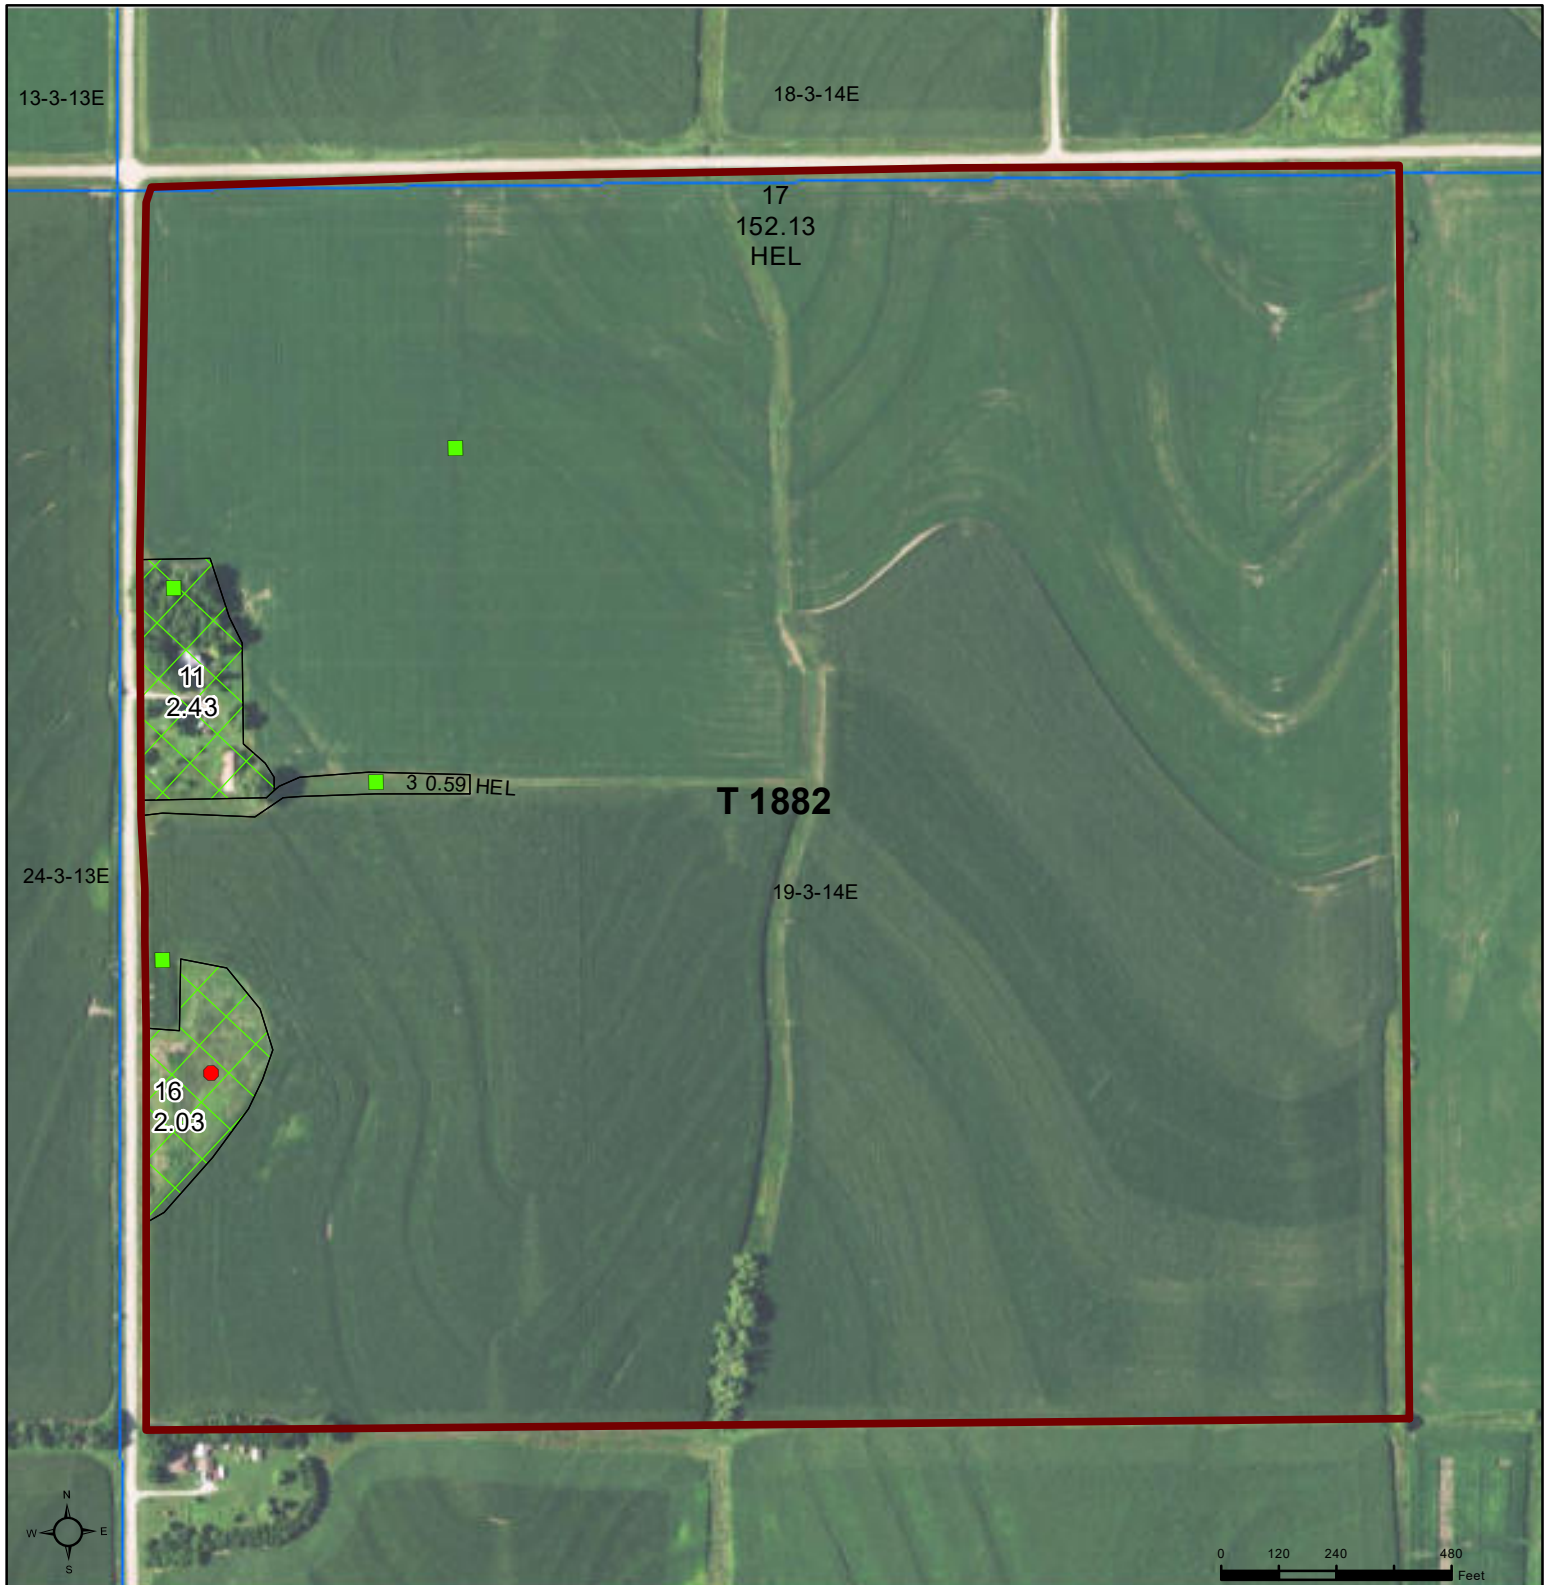 13-3-13E
18-3-14E
17
152.13
HEL
11
2.43
3 0.59 HEL
T 1882
24-3-13E
19-3-14E
16
2.03
N
W E
S
0 120 240 480
Feet